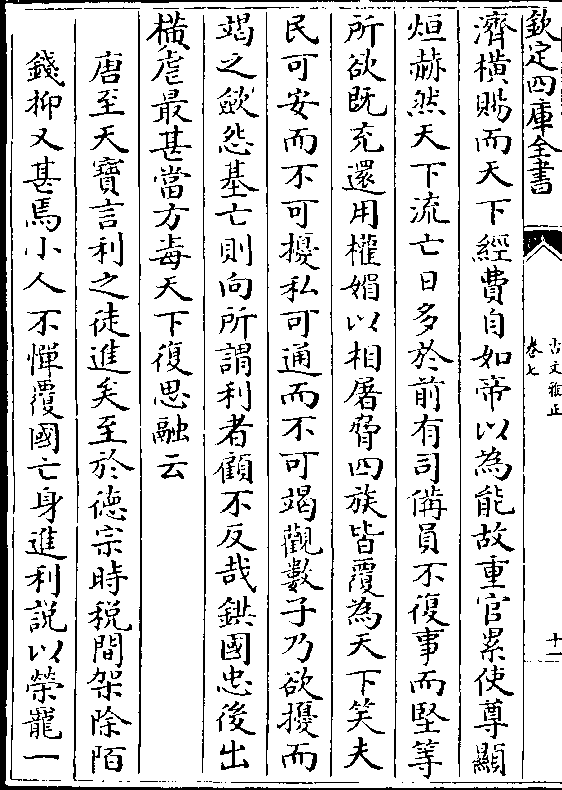 欽定四庫全書
古文雅正
卷七
十一
濟橫賜而天下經費自如帝以為能故重官累使尊顯
烜赫然天下流亡日多於前有司備員不復事而堅等
所欲既充還用權媢以相屠脅四族皆覆為天下笑夫
民可安而不可擾私可通而不可竭觀數子乃欲擾而
竭之歛怨基亡則向所謂利者顧不反哉鉷國忠後出
橫虐最甚當方毒天下復思融云
唐至天寶言利之徒進矣至於德宗時税間架除陌
錢抑又甚焉小人不憚覆國亡身進利説以榮寵一